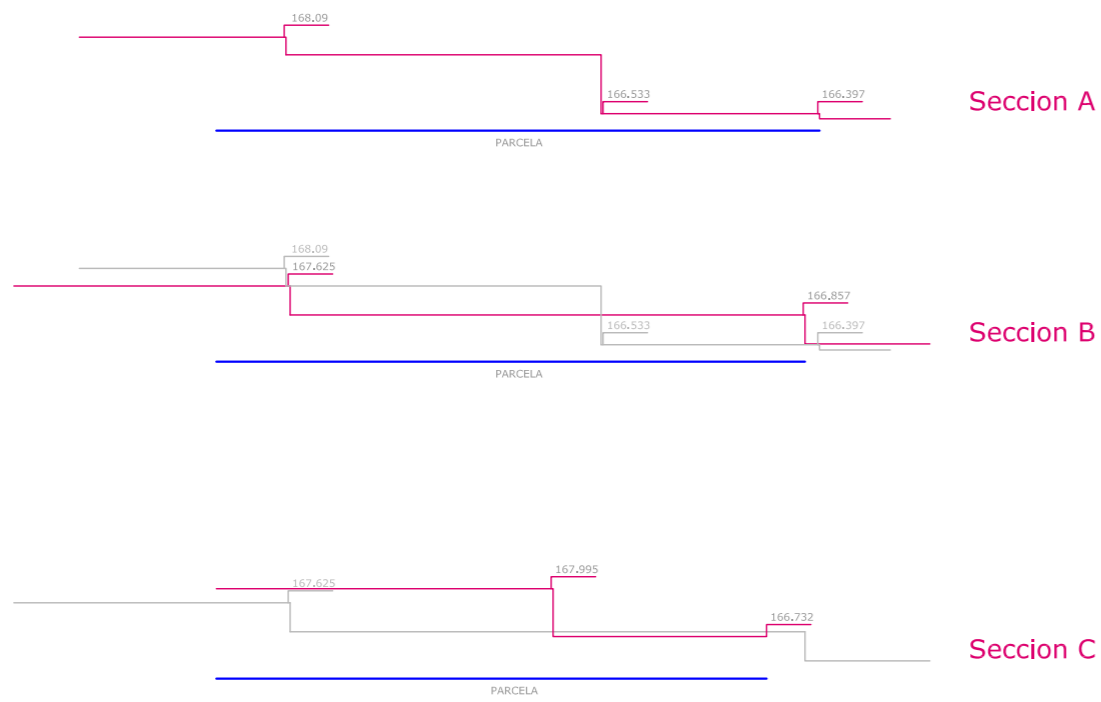 168.09
166.533
166.397
Seccion A
PARCELA
168.09
167.625
166.857
166.533
166.397
Seccion B
PARCELA
167.995
167.625
166.732
Seccion C
PARCELA